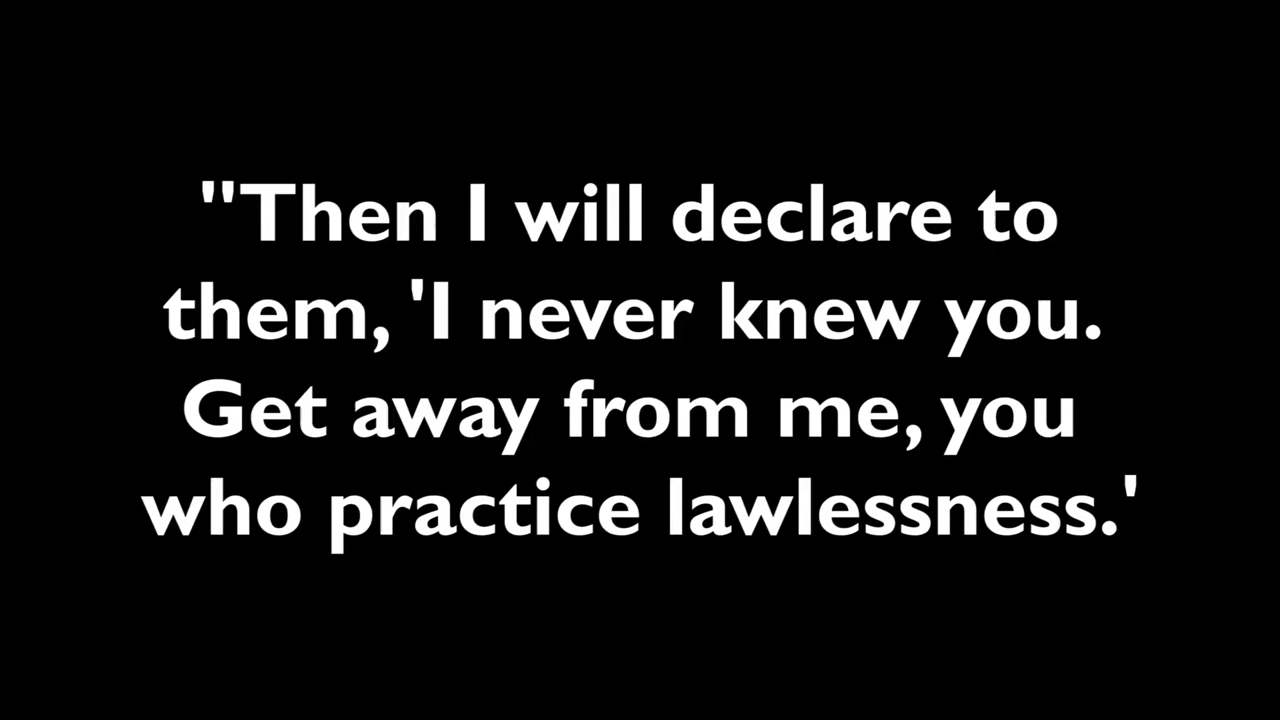 "Then I will declare to
them, 'I never knew you.
Get away from me, you
who practice lawlessness.'